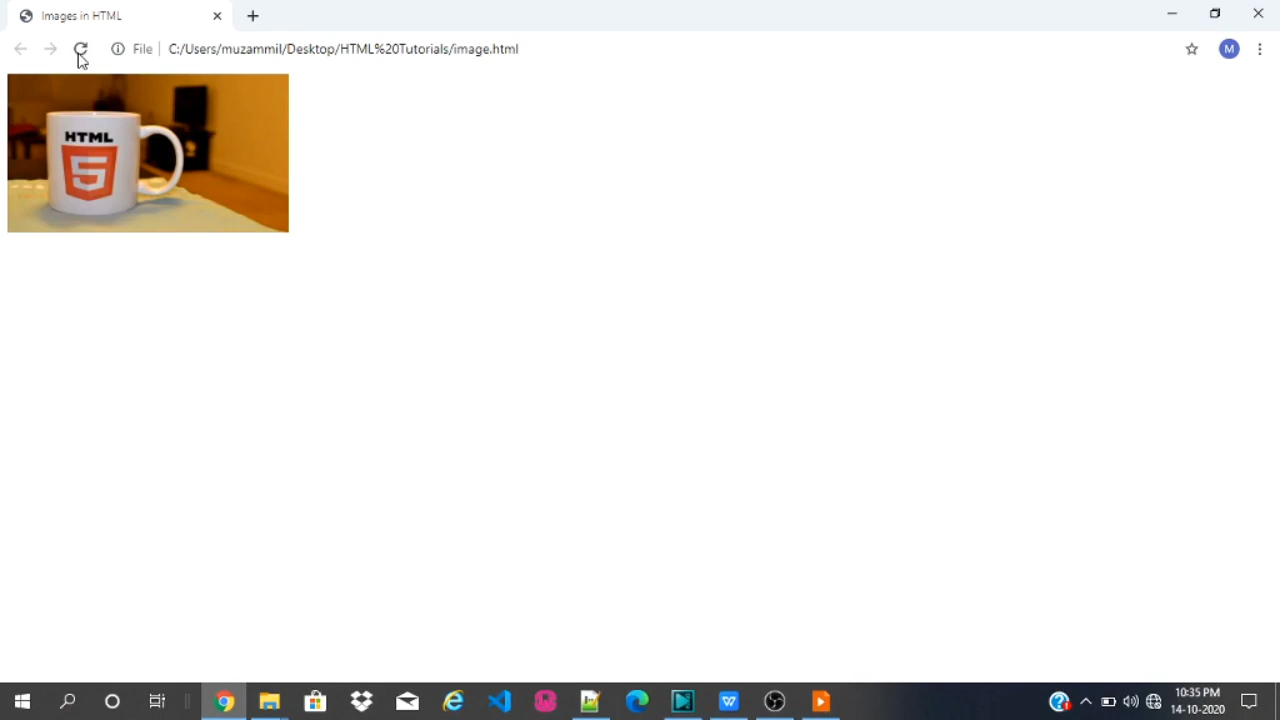 Images in HTML
File C:/Users/muzammil/Desktop/HTML%20Tutorials/image.html
M
HTML
5
W
10:35 PM
14-10-2020